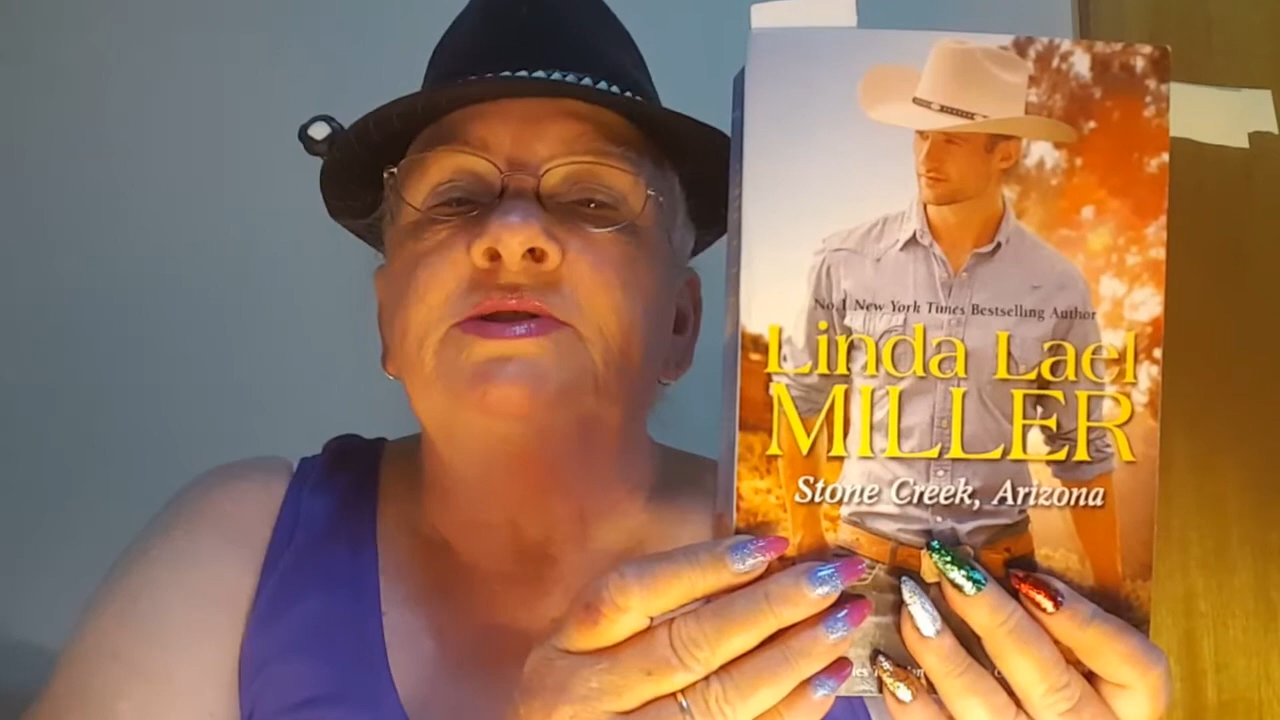 No. 1 New York Times Bestselling Author
Linda Lael
MILLER
Stone Creek, Arizona